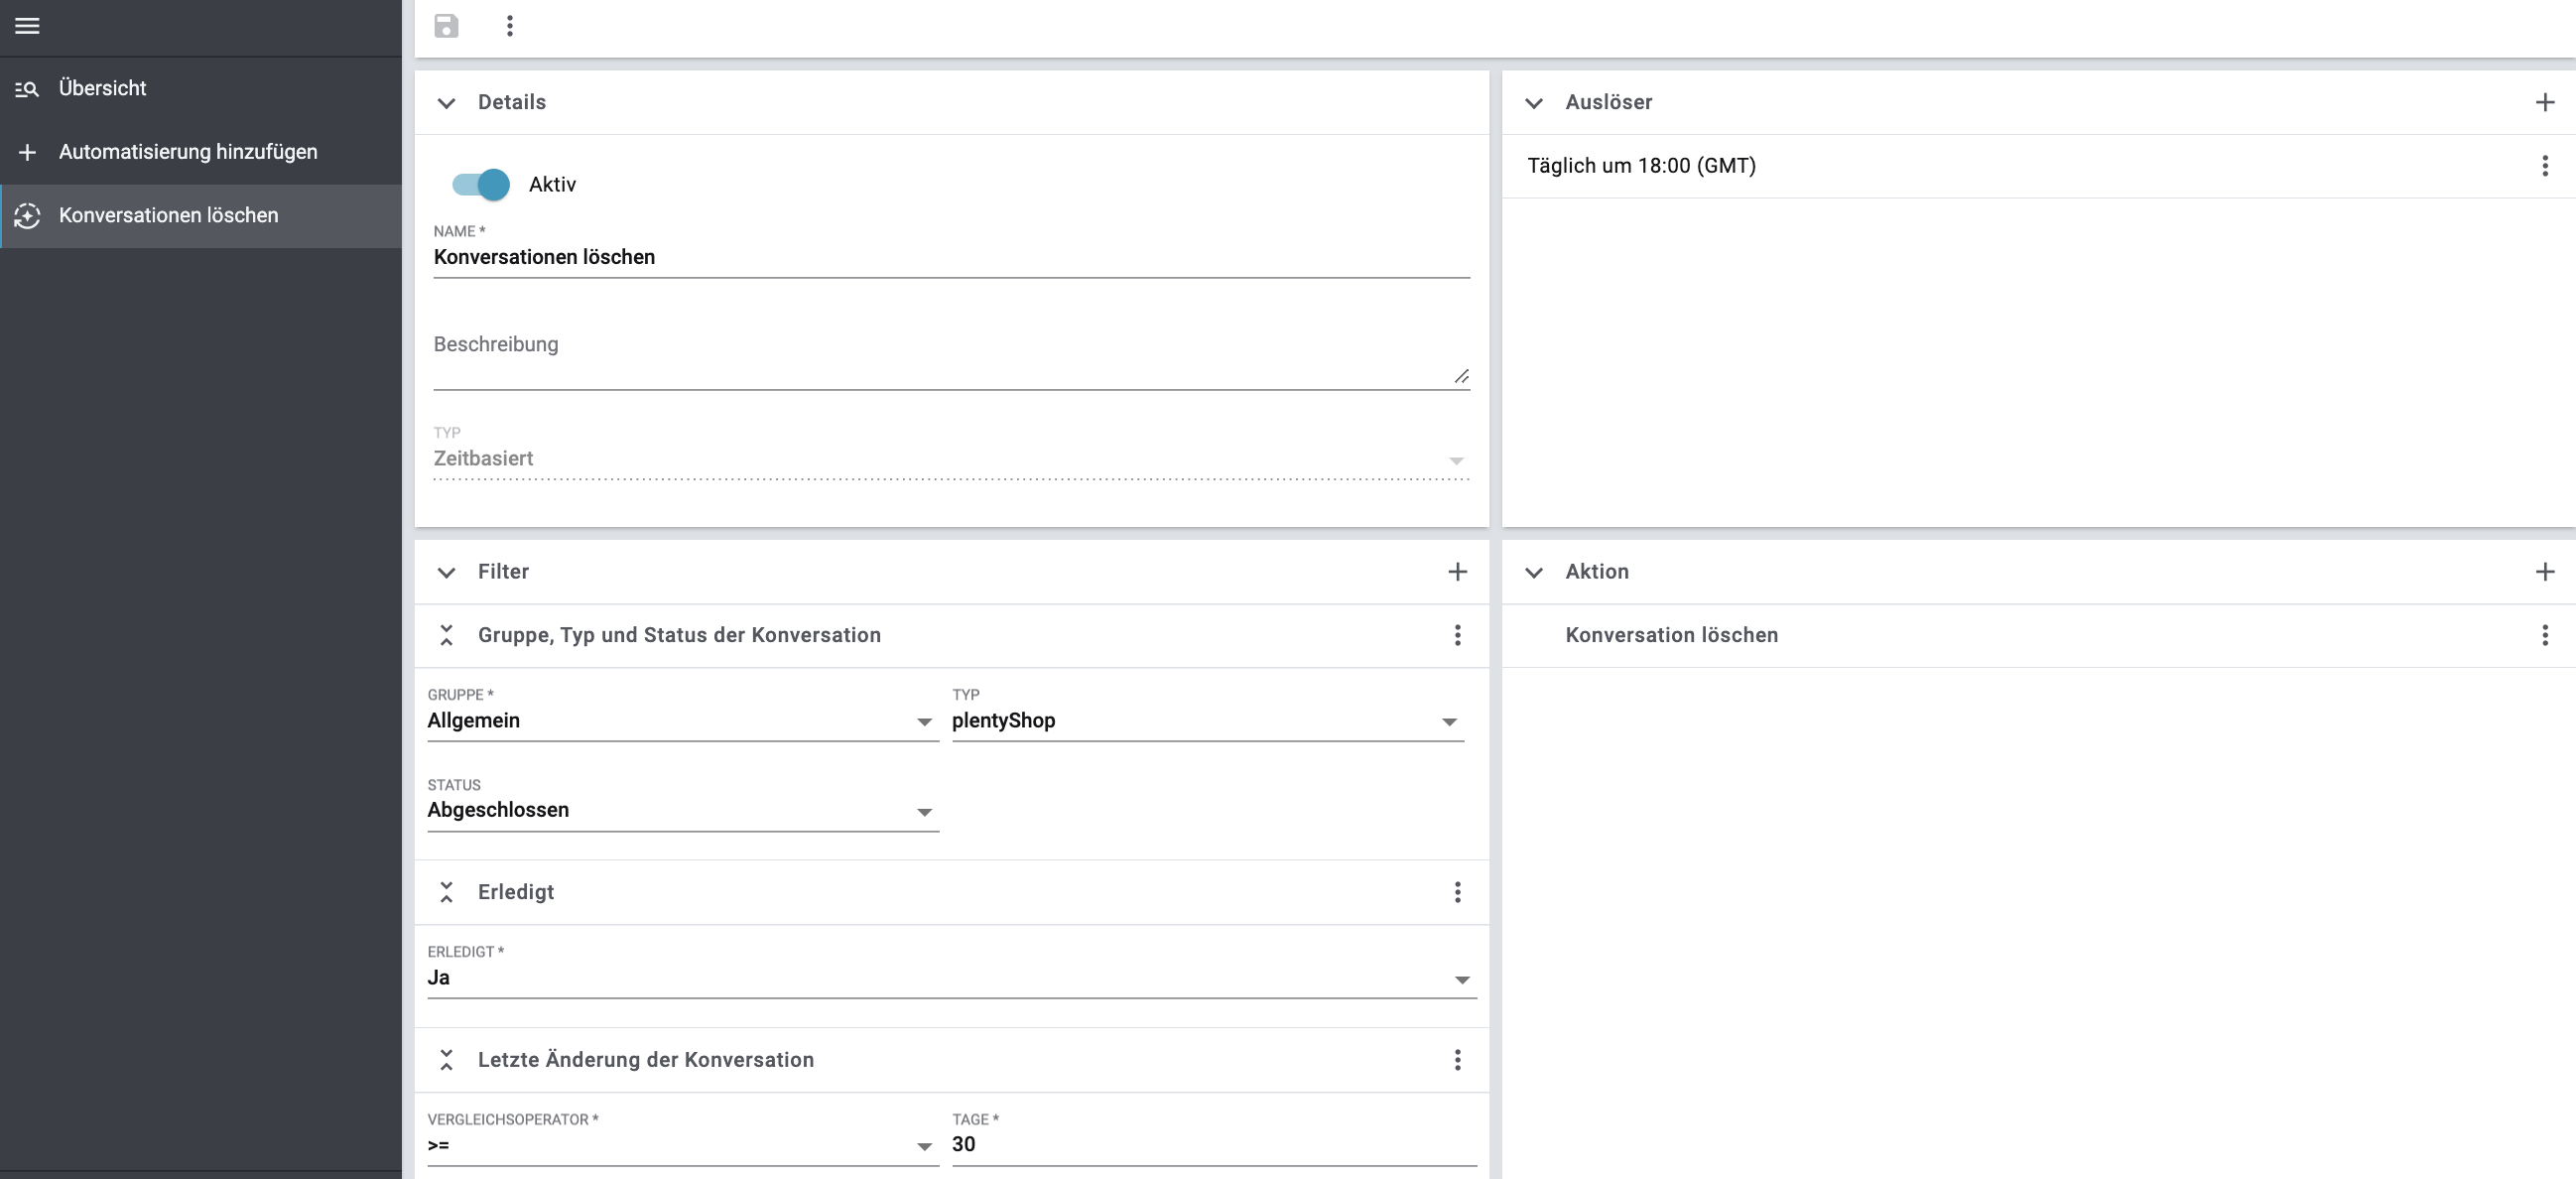 Übersicht
Automatisierung hinzufügen
Konversationen löschen
Details
Aktiv
NAME *
Konversationen löschen
Beschreibung
TYP
Zeitbasiert
Auslöser
Täglich um 18:00 (GMT)
Filter
Gruppe, Typ und Status der Konversation
GRUPPE *
Allgemein
TYP
plentyShop
STATUS
Abgeschlossen
Erledigt
ERLEDIGT *
Ja
Letzte Änderung der Konversation
VERGLEICHSOPERATOR *
>=
TAGE *
30
Aktion
Konversation löschen